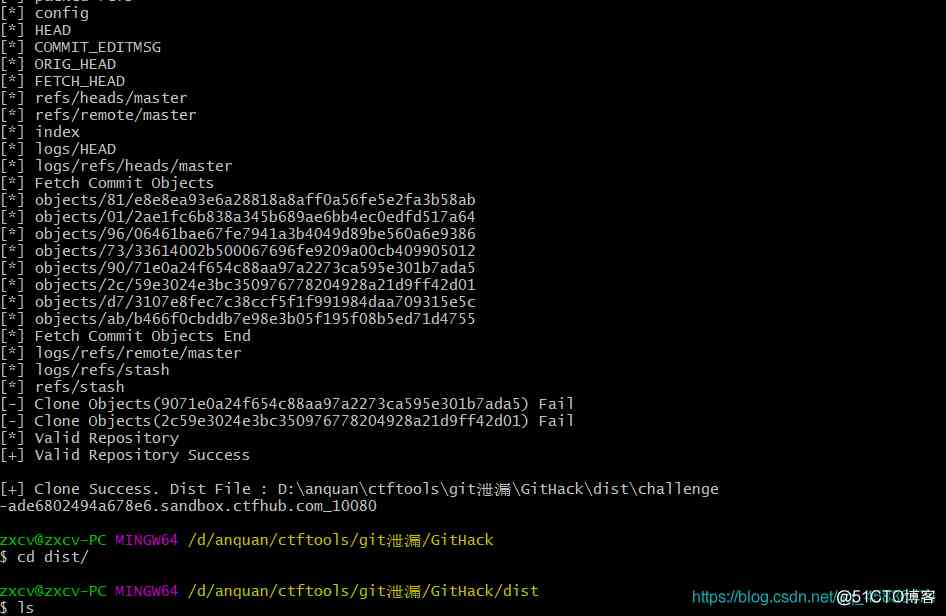 [*] config
[*] HEAD
[*] COMMIT_EDITMSG
[*] ORIG_HEAD
[*] FETCH_HEAD
[*] refs/heads/master
[*] refs/remote/master
[*] index
[*] logs/HEAD
[*] logs/refs/heads/master
[*] Fetch Commit Objects
[*] objects/81/e8e8ea93e6a28818a8aff0a56fe5e2fa3b58ab
[*] objects/01/2ae1fc6b838a345b689ae6bb4ec0edfd517a64
[*] objects/96/06461bae67fe7941a3b4049d89be560a6e9386
[*] objects/73/33614002b500067696fe9209a00cb409905012
[*] objects/90/71e0a24f654c88aa97a2273ca595e301b7ada5
[*] objects/2c/59e3024e3bc350976778204928a21d9ff42d01
[*] objects/d7/3107e8fec7c38ccf5f1f991984daa709315e5c
[*] objects/ab/b466f0cbddb7e98e3b05f195f08b5ed71d4755
[*] Fetch Commit Objects End
[*] logs/refs/remote/master
[*] logs/refs/stash
[*] refs/stash
[-] Clone Objects(9071e0a24f654c88aa97a2273ca595e301b7ada5) Fail
[-] Clone Objects(2c59e3024e3bc350976778204928a21d9ff42d01) Fail
[*] Valid Repository
[+] Valid Repository Success
[+] Clone Success. Dist File : D:\anquan\ctftools\git泄漏\GitHack\dist\challenge
-ade6802494a678e6.sandbox.ctfhub.com_10080
zxcv@zxcv-PC MINGW64 /d/anquan/ctftools/git泄漏/GitHack
$ cd dist/
zxcv@zxcv-PC MINGW64 /d/anquan/ctftools/git泄漏/GitHack/dist
$ ls
https://blog.csdn.net/
@51CTO博客